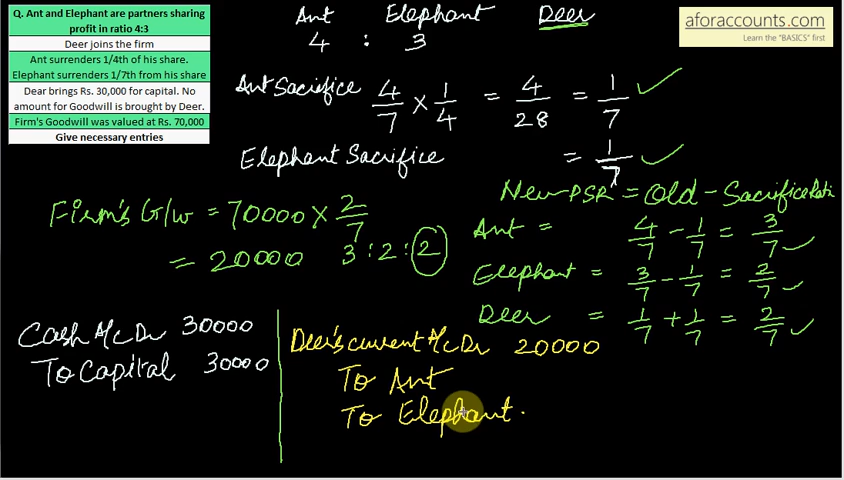 Q. Ant and Elephant are partners sharing
profit in ratio 4:3
Deer joins the firm
Ant surrenders 1/4th of his share.
Elephant surrenders 1/7th from his share
Dear brings Rs. 30,000 for capital. No
amount for Goodwill is brought by Deer.
Firm's Goodwill was valued at Rs. 70,000
Give necessary entries
Ant Elephant Deer
4 : 3
aforaccounts.com
Learn the "BASICS" first
Ant Sacrifice 4/7 × 1/4 = 4/28 = 1/7 ✓
Elephant Sacrifice = 1/7 ✓
Firm's G/w = 70000 × 2/7
= 20000 3:2:2
New PSR = Old - Sacrifice Rati
Ant = 4/7 - 1/7 = 3/7 ✓
Elephant = 3/7 - 1/7 = 2/7 ✓
Deer = 1/7 + 1/7 = 2/7 ✓
Cash A/c Dr 30000
To Capital 30000
Deer's current A/c Dr 20000
To Ant
To Elephant.